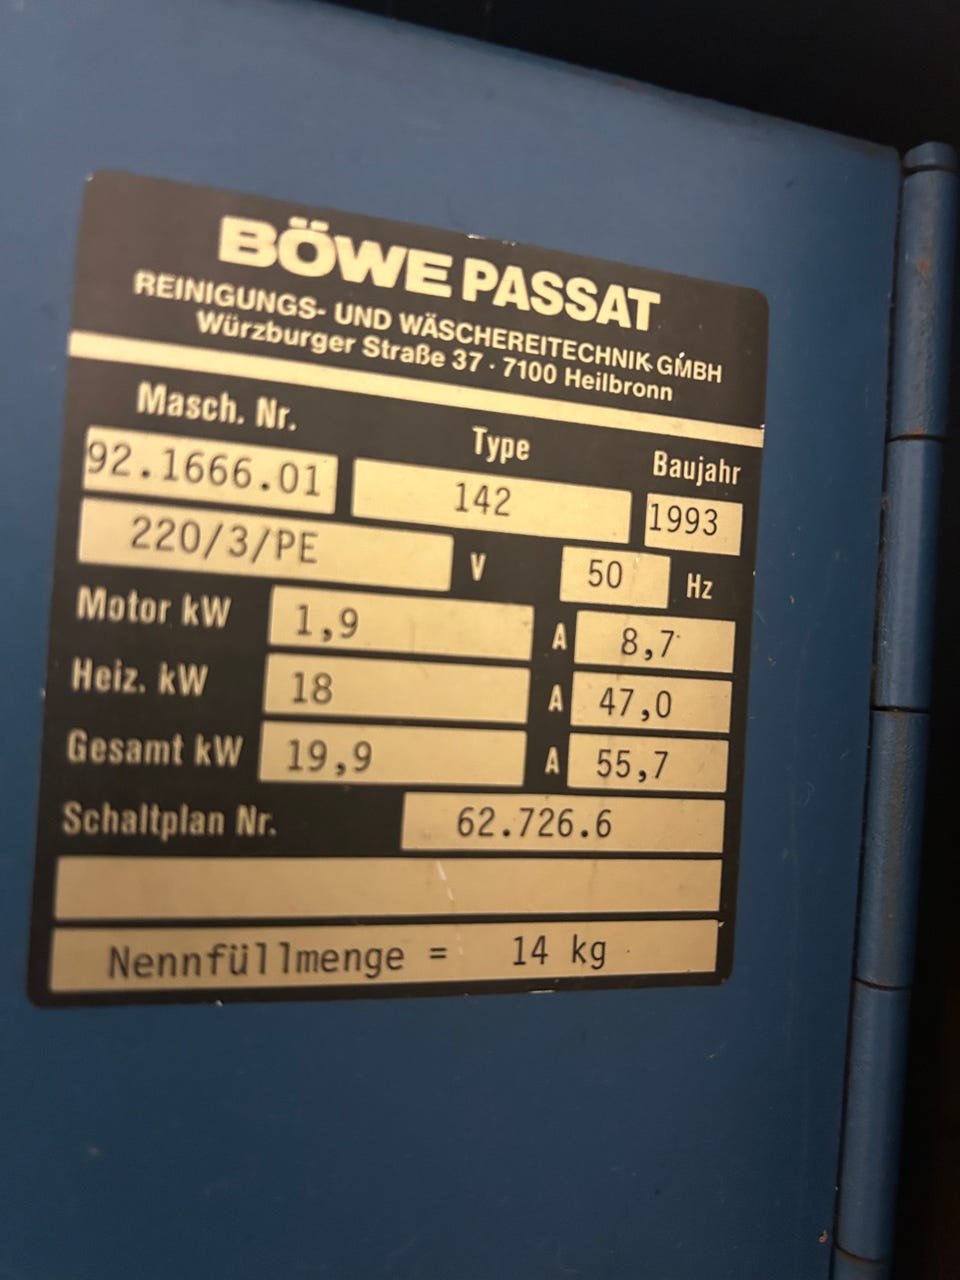 BÖWE PASSAT
REINIGUNGS- UND WÄSCHEREITECHNIK GMBH
Würzburger Straße 37 · 7100 Heilbronn
Masch. Nr. Type Baujahr
92.1666.01 142 1993
220/3/PE V 50 Hz
Motor kW 1,9 A 8,7
Heiz. kW 18 A 47,0
Gesamt kW 19,9 A 55,7
Schaltplan Nr. 62.726.6
Nennfüllmenge = 14 kg